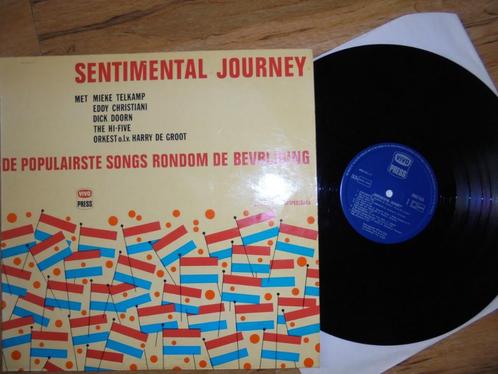 SENTIMENTAL JOURNEY
MET MIEKE TELKAMP
EDDY CHRISTIANI
DICK DOORN
THE HI-FIVE
ORKEST o.l.v. HARRY DE GROOT
DE POPULAIRSTE SONGS RONDOM DE BEVRIJDING
VIVO
PRESS
VIVO
PRESS